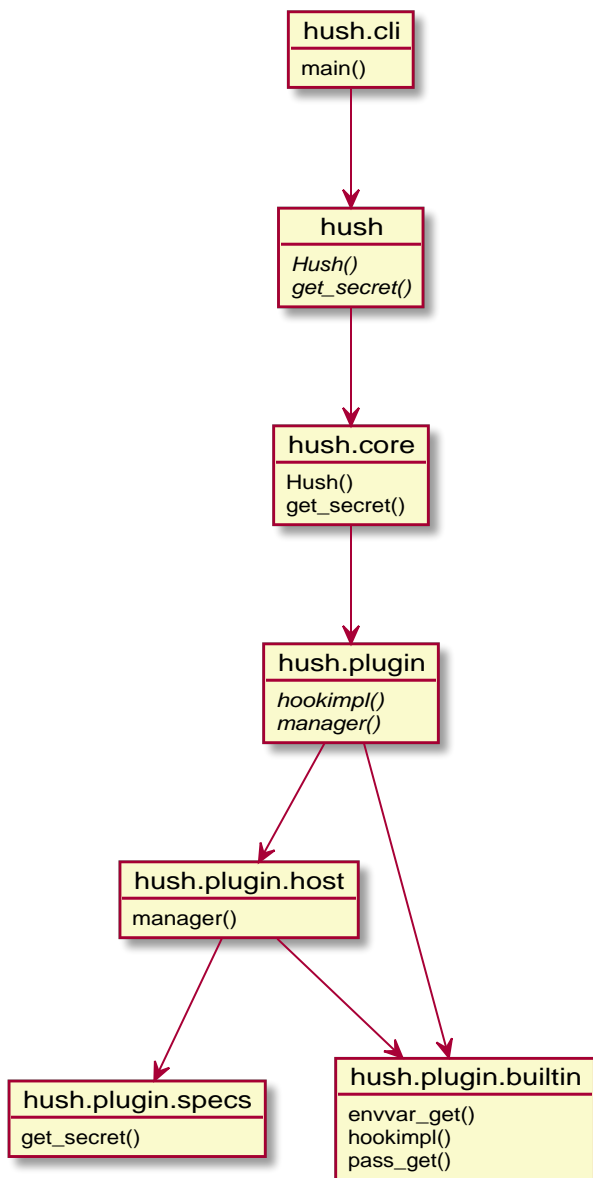 hush.cli
main()
hush
Hush()
get_secret()
hush.core
Hush()
get_secret()
hush.plugin
hookimpl()
manager()
hush.plugin.host
manager()
hush.plugin.specs
get_secret()
hush.plugin.builtin
envvar_get()
hookimpl()
pass_get()